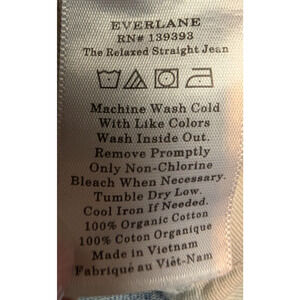 EVERLANE
RN# 139393
The Relaxed Straight Jean
Machine Wash Cold
With Like Colors
Wash Inside Out.
Remove Promptly
Only Non-Chlorine
Bleach When Necessary.
Tumble Dry Low.
Cool Iron If Needed.
100% Organic Cotton
100% Coton Organique
Made in Vietnam
Fabriqué au Viêt-Nam